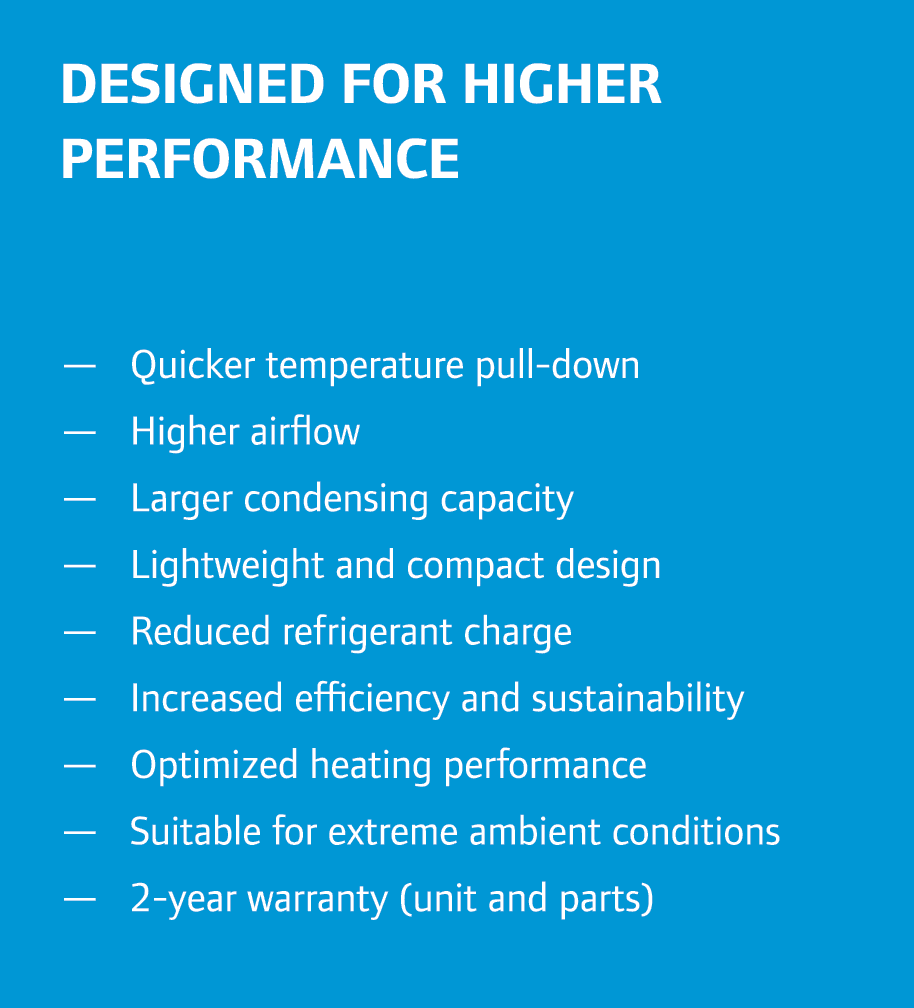 DESIGNED FOR HIGHER
PERFORMANCE
— Quicker temperature pull-down
— Higher airflow
— Larger condensing capacity
— Lightweight and compact design
— Reduced refrigerant charge
— Increased efficiency and sustainability
— Optimized heating performance
— Suitable for extreme ambient conditions
— 2-year warranty (unit and parts)